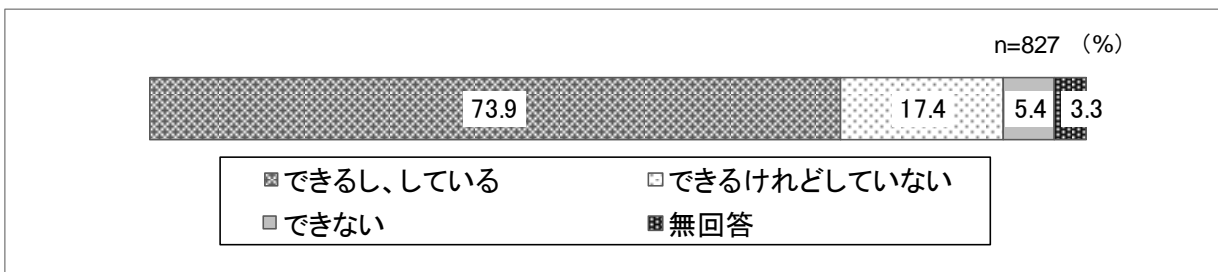 n=827 （%）
73.9 17.4 5.4 3.3
できるし、している できるけれどしていない
できない 無回答